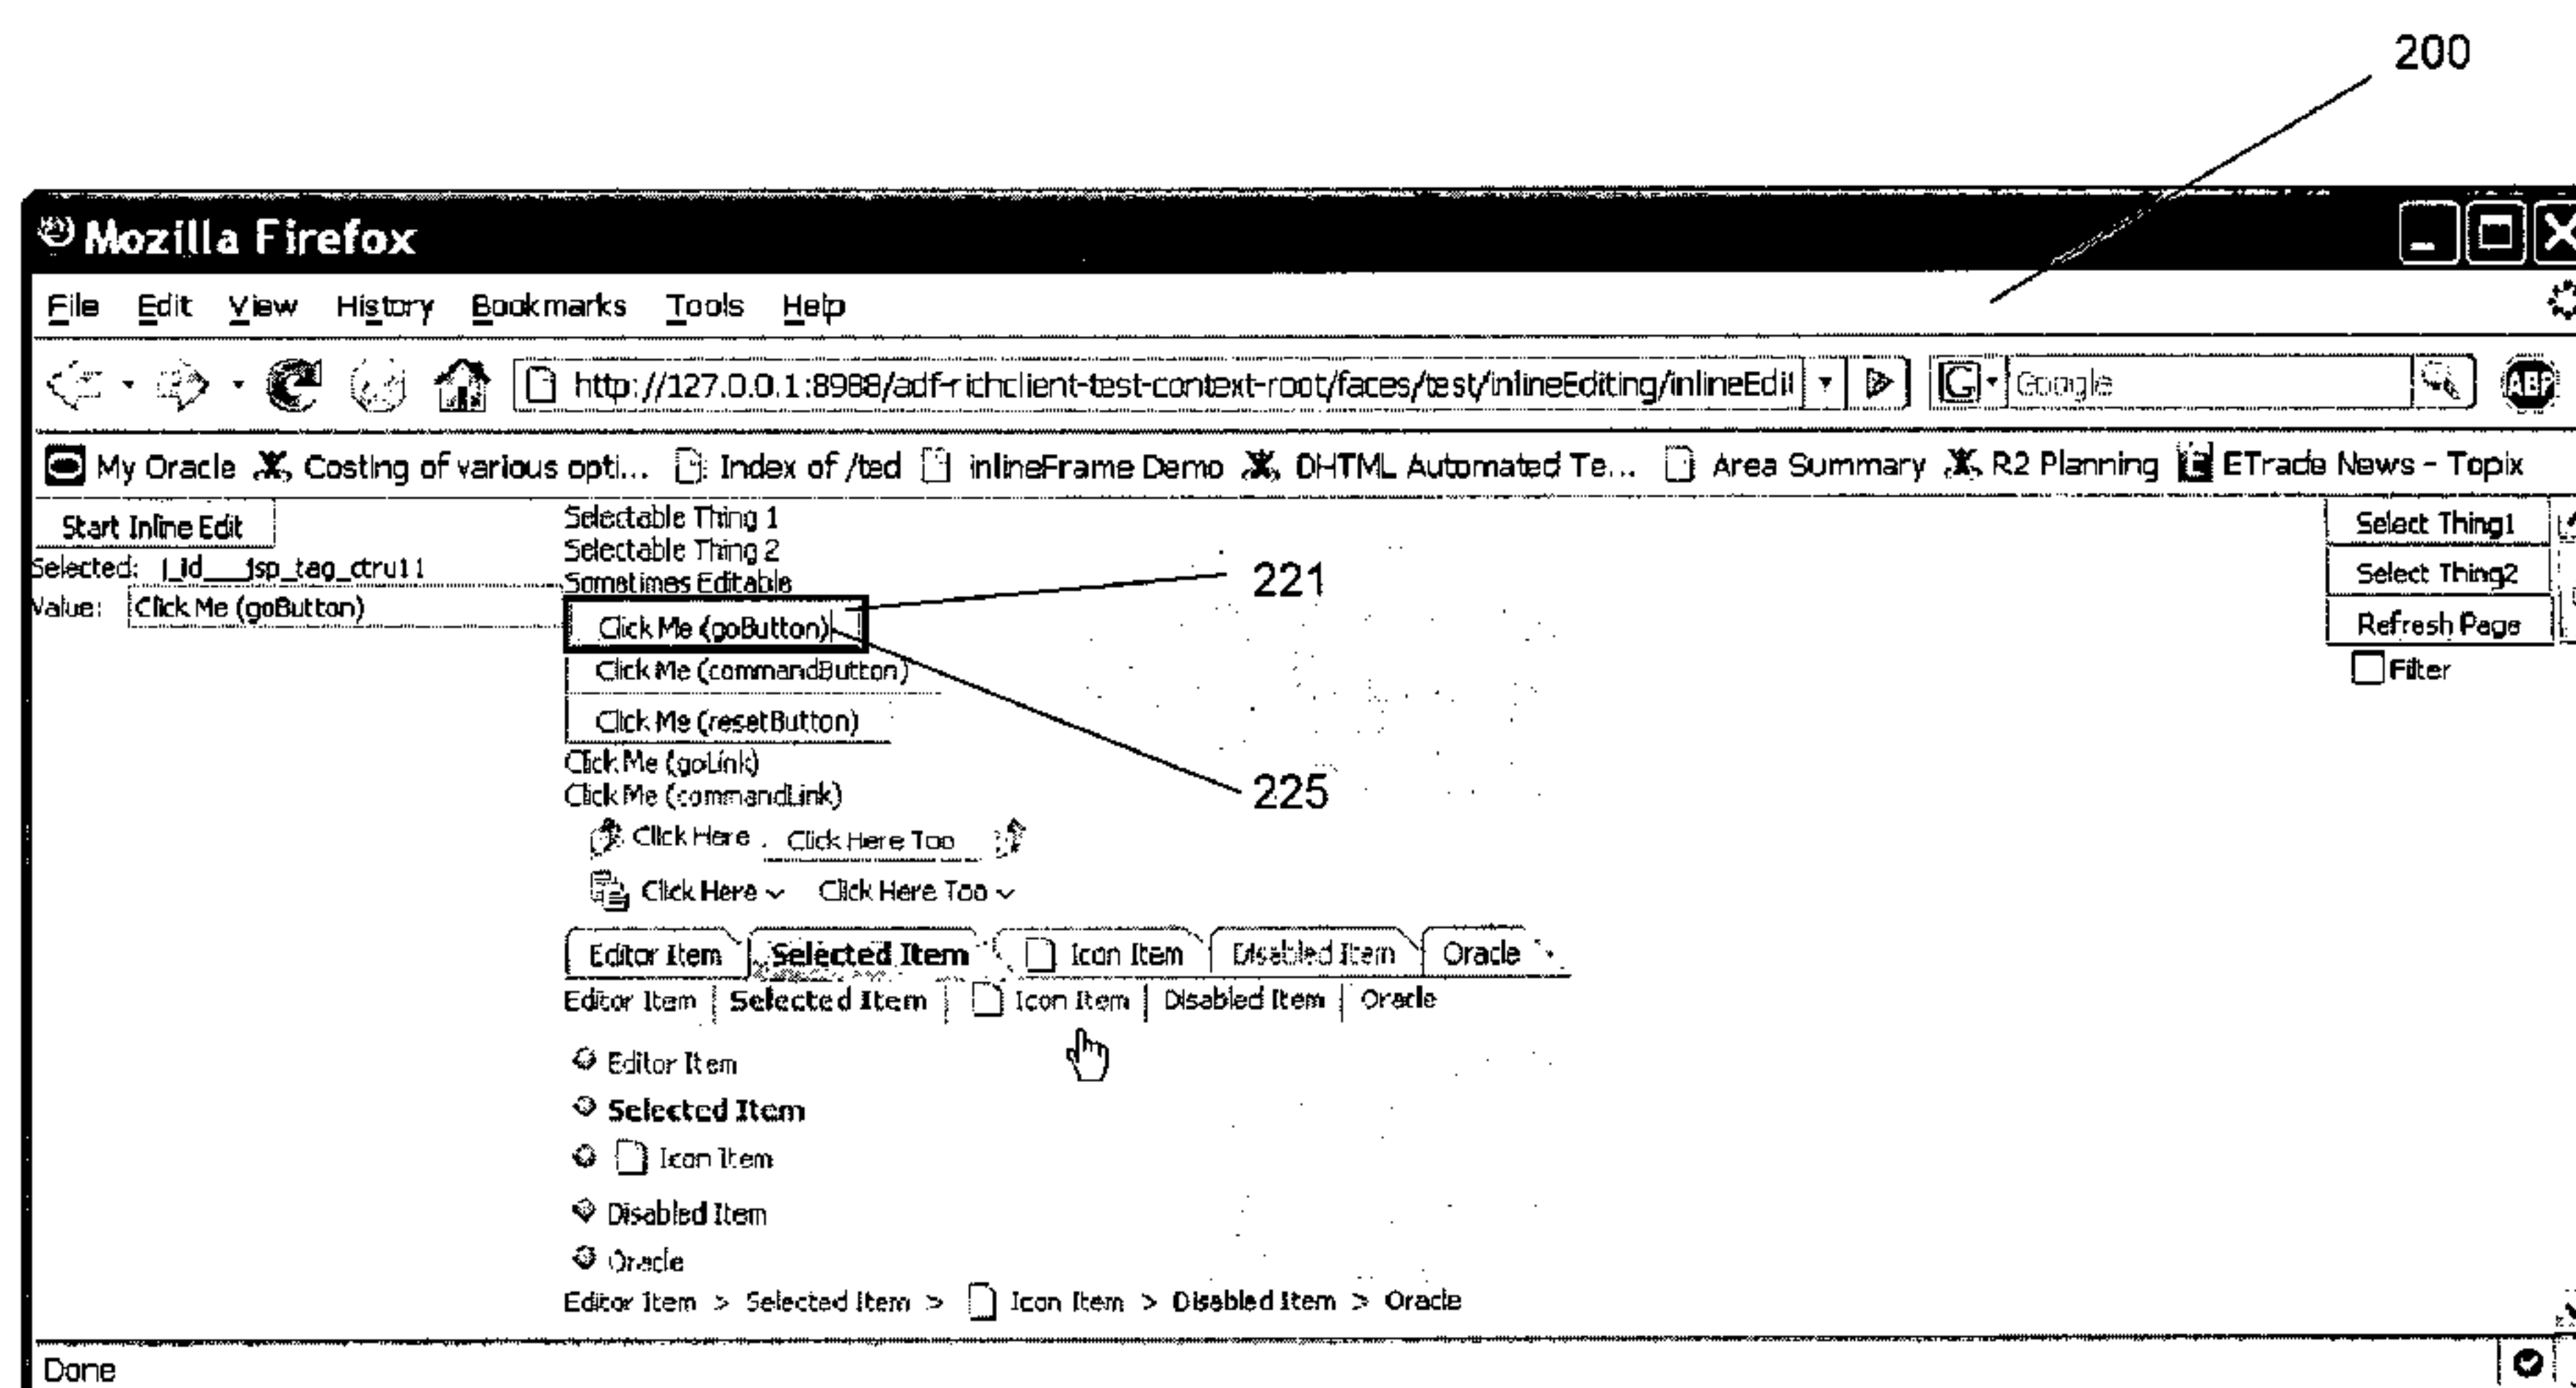 200
Mozilla Firefox
File Edit View History Bookmarks Tools Help
http://127.0.0.1:8988/adf-richclient-test-context-root/faces/test/inlineEditing/inlineEdit G Google ABP
My Oracle Costing of various opti... Index of /ted inlineFrame Demo DHTML Automated Te... Area Summary R2 Planning ETrade News - Topix
Start Inline Edit
Selected: j_id___jsp_tag_ctru11
Value: Click Me (goButton)
Selectable Thing 1
Selectable Thing 2
Sometimes Editable
Click Me (goButton)
Click Me (commandButton)
Click Me (resetButton)
Click Me (goLink)
Click Me (commandLink)
Click Here Click Here Too
Click Here Click Here Too
Editor Item Selected Item Icon Item Disabled Item Oracle
Editor Item Selected Item Icon Item Disabled Item Oracle
Editor Item
Selected Item
Icon Item
Disabled Item
Oracle
Editor Item > Selected Item > Icon Item > Disabled Item > Oracle
221
225
Select Thing1
Select Thing2
Refresh Page
Filter
Done